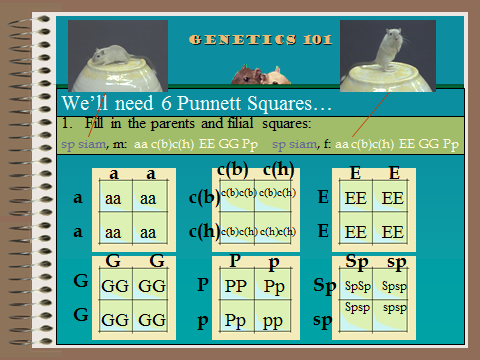 GENETICS 101
We'll need 6 Punnett Squares…
1. Fill in the parents and filial squares:
sp siam, m: aa c(b)c(h) EE GG Pp sp siam, f: aa c(b)c(h) EE GG Pp
a a
a aa aa
a aa aa
c(b) c(h)
c(b) c(b)c(b) c(b)c(h)
c(h) c(b)c(h) c(h)c(h)
E E
E EE EE
E EE EE
G G
G GG GG
G GG GG
P p
P PP Pp
p Pp pp
Sp sp
Sp SpSp Spsp
sp Spsp spsp